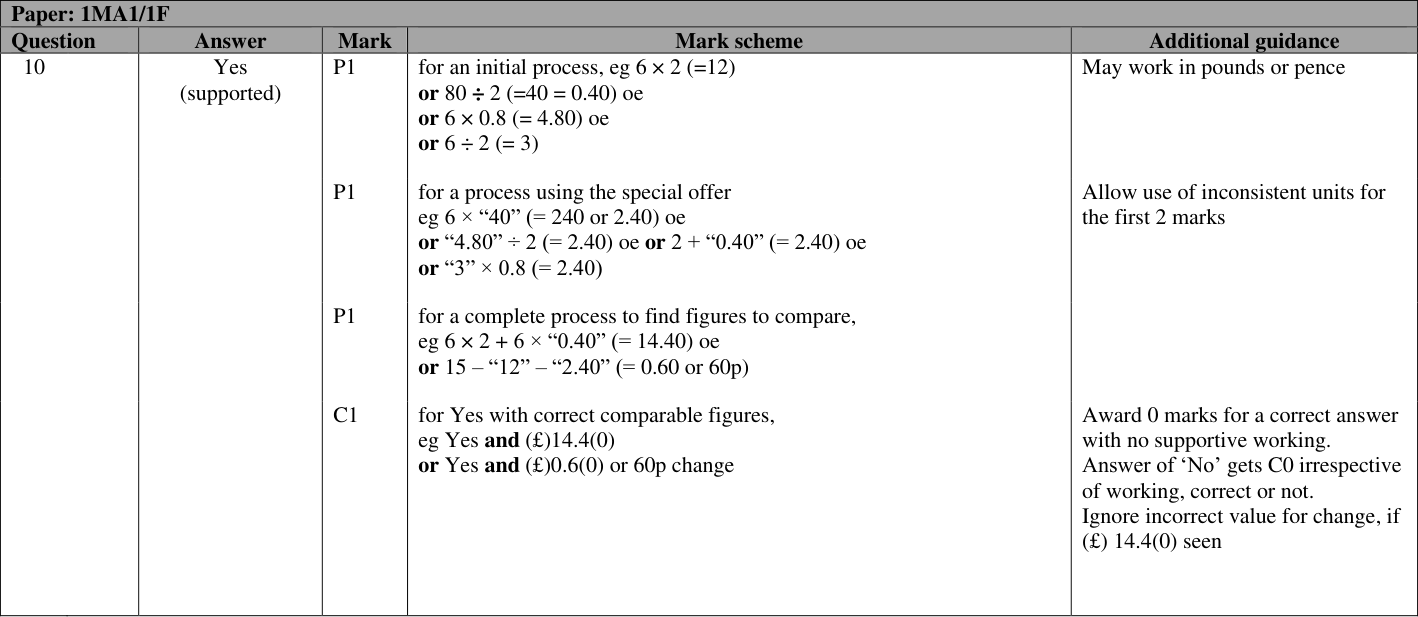 Paper: 1MA1/1F
Question Answer Mark Mark scheme Additional guidance
10 Yes P1 for an initial process, eg 6 × 2 (=12) May work in pounds or pence
(supported) or 80 ÷ 2 (=40 = 0.40) oe
or 6 × 0.8 (= 4.80) oe
or 6 ÷ 2 (= 3)
P1 for a process using the special offer Allow use of inconsistent units for
eg 6 × “40” (= 240 or 2.40) oe the first 2 marks
or “4.80” ÷ 2 (= 2.40) oe or 2 + “0.40” (= 2.40) oe
or “3” × 0.8 (= 2.40)
P1 for a complete process to find figures to compare,
eg 6 × 2 + 6 × “0.40” (= 14.40) oe
or 15 – “12” – “2.40” (= 0.60 or 60p)
C1 for Yes with correct comparable figures, Award 0 marks for a correct answer
eg Yes and (£)14.4(0) with no supportive working.
or Yes and (£)0.6(0) or 60p change Answer of ‘No’ gets C0 irrespective
of working, correct or not.
Ignore incorrect value for change, if
(£) 14.4(0) seen